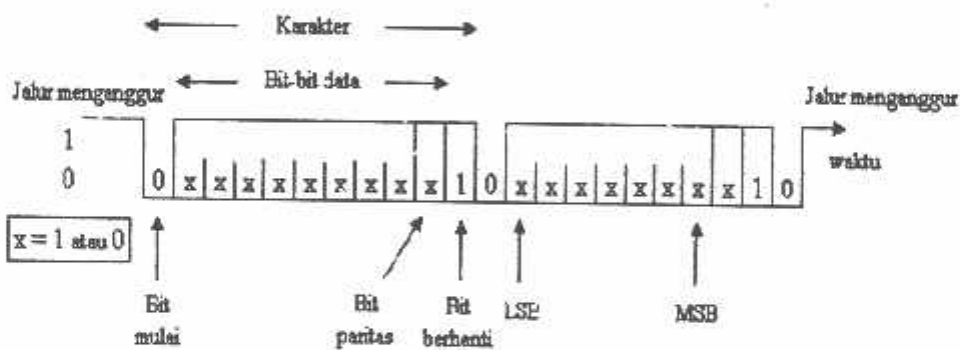 Karakter
Bit-bit data
Jalur menganggur
Jalur menganggur
1
waktu
0
0 x x x x x x x x x 1 0 x x x x x x x x 1 0
x = 1 atau 0
Bit mulai
Bit paritas
Bit berhenti
LSB
MSB